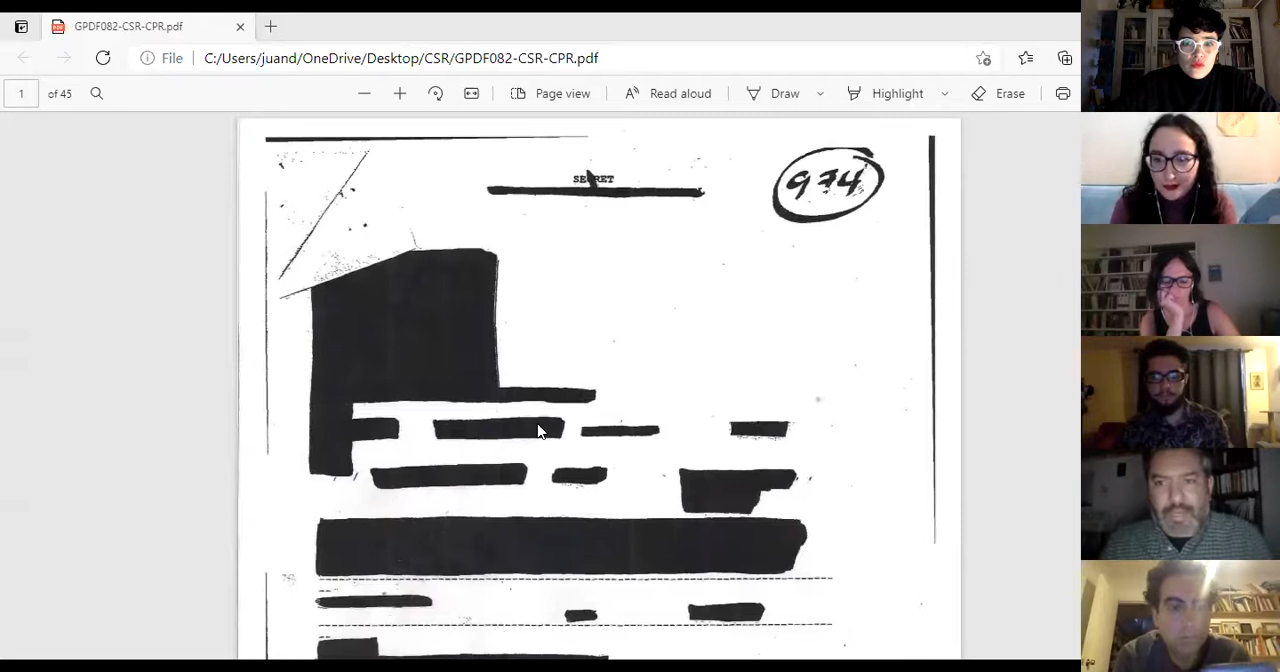 GPDF082-CSR-CPR.pdf
File C:/Users/juand/OneDrive/Desktop/CSR/GPDF082-CSR-CPR.pdf
1 of 45 Page view Read aloud Draw Highlight Erase
SECRET
974